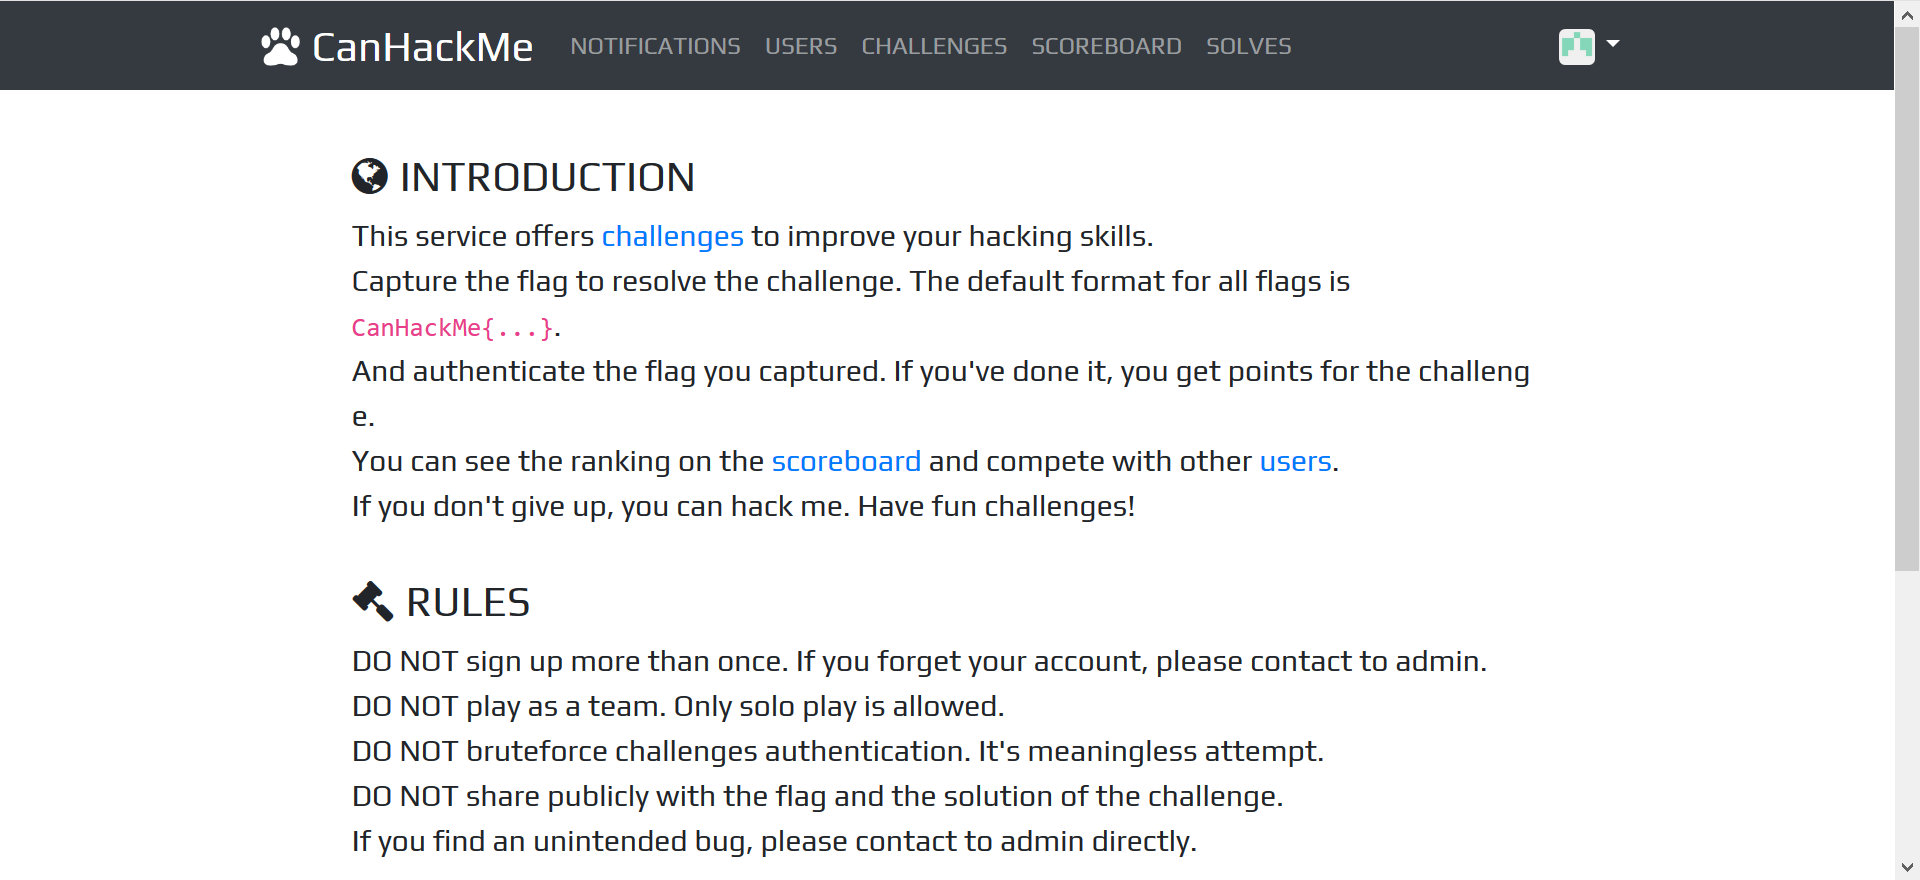 CanHackMe NOTIFICATIONS USERS CHALLENGES SCOREBOARD SOLVES
INTRODUCTION
This service offers challenges to improve your hacking skills.
Capture the flag to resolve the challenge. The default format for all flags is
CanHackMe{...}.
And authenticate the flag you captured. If you've done it, you get points for the challeng
e.
You can see the ranking on the scoreboard and compete with other users.
If you don't give up, you can hack me. Have fun challenges!
RULES
DO NOT sign up more than once. If you forget your account, please contact to admin.
DO NOT play as a team. Only solo play is allowed.
DO NOT bruteforce challenges authentication. It's meaningless attempt.
DO NOT share publicly with the flag and the solution of the challenge.
If you find an unintended bug, please contact to admin directly.